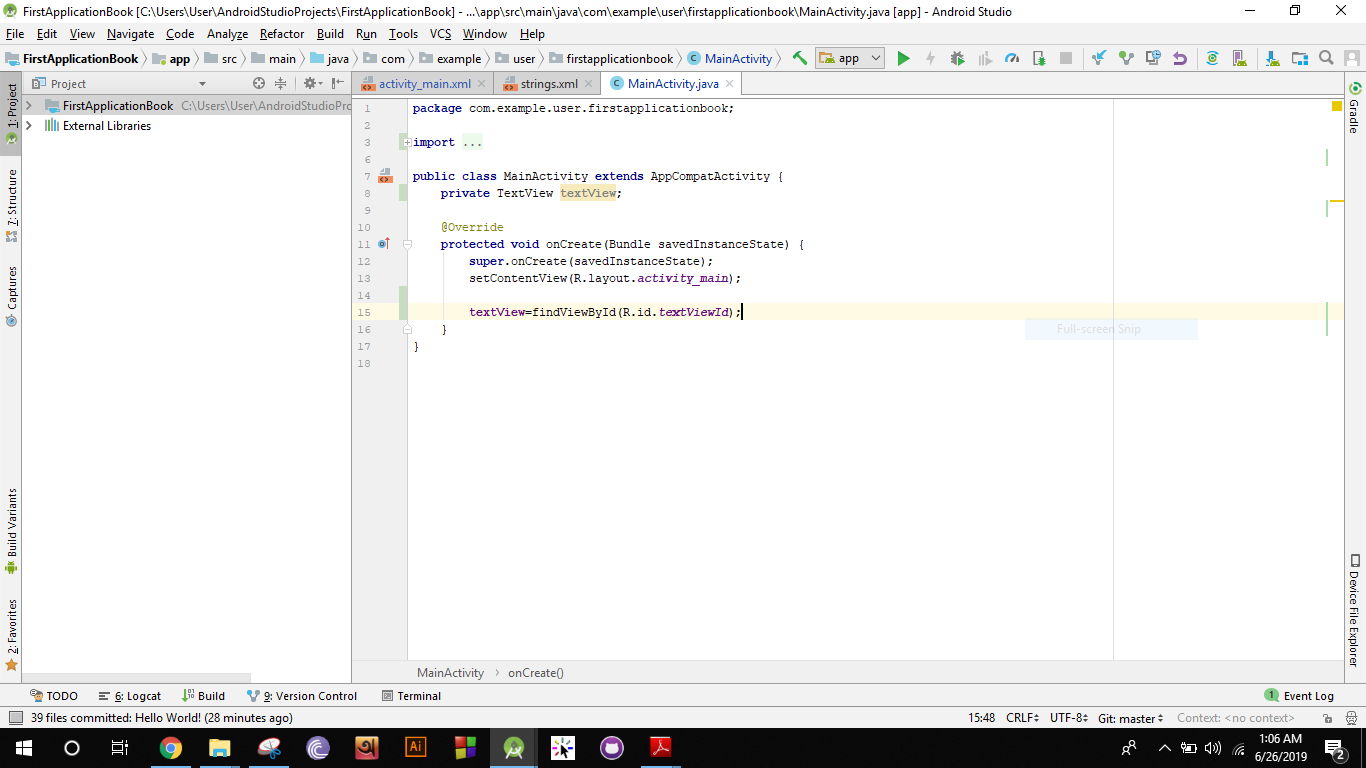 FirstApplicationBook [C:\Users\User\AndroidStudioProjects\FirstApplicationBook] - ...\app\src\main\java\com\example\user\firstapplicationbook\MainActivity.java [app] - Android Studio
File Edit View Navigate Code Analyze Refactor Build Run Tools VCS Window Help
FirstApplicationBook app src main java com example user firstapplicationbook MainActivity app
Project activity_main.xml strings.xml MainActivity.java
FirstApplicationBook C:\Users\User\AndroidStudioPro
External Libraries
1: Project
7: Structure
Captures
Build Variants
2: Favorites
1 package com.example.user.firstapplicationbook;
2
3 import ...
6
7 public class MainActivity extends AppCompatActivity {
8 private TextView textView;
9
10 @Override
11 protected void onCreate(Bundle savedInstanceState) {
12 super.onCreate(savedInstanceState);
13 setContentView(R.layout.activity_main);
14
15 textView=findViewById(R.id.textViewId);
16 }
17 }
18
Full-screen Snip
Gradle
Device File Explorer
MainActivity onCreate()
TODO 6: Logcat Build 9: Version Control Terminal 1 Event Log
39 files committed: Hello World! (28 minutes ago) 15:48 CRLF UTF-8 Git: master Context: <no context>
Ai
1:06 AM
6/26/2019
2